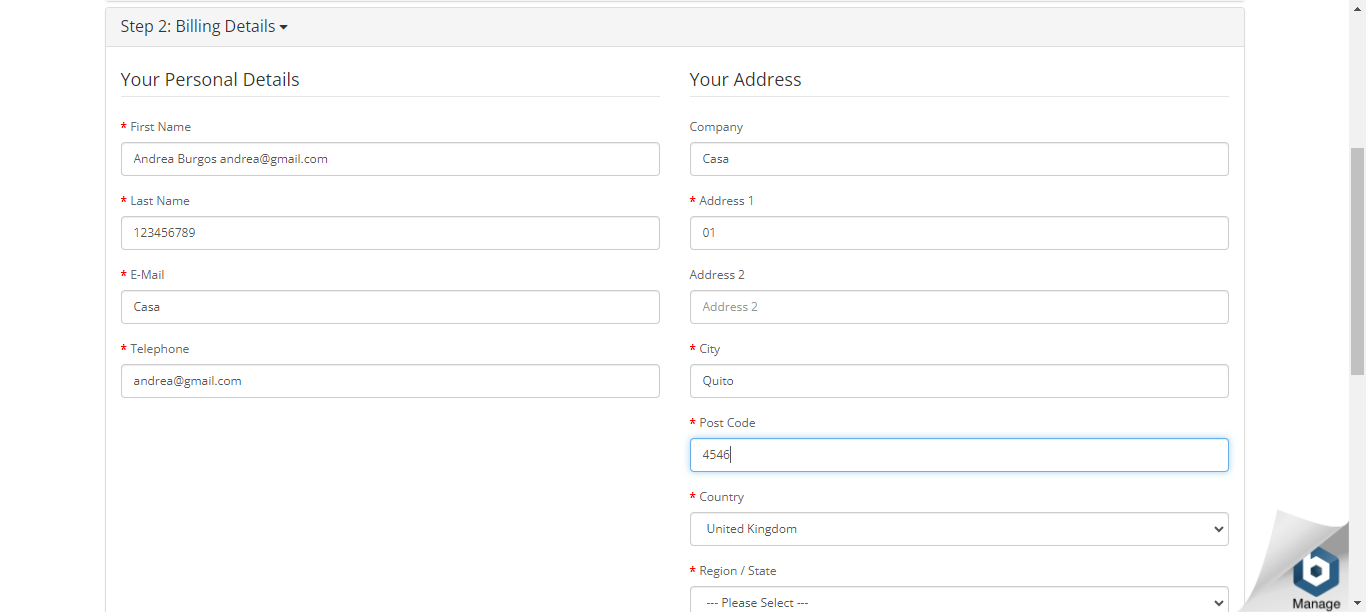 Step 2: Billing Details
Your Personal Details
* First Name
Andrea Burgos andrea@gmail.com
* Last Name
123456789
* E-Mail
Casa
* Telephone
andrea@gmail.com
Your Address
Company
Casa
* Address 1
01
Address 2
Address 2
* City
Quito
* Post Code
4546
* Country
United Kingdom
* Region / State
--- Please Select ---
b
Manage